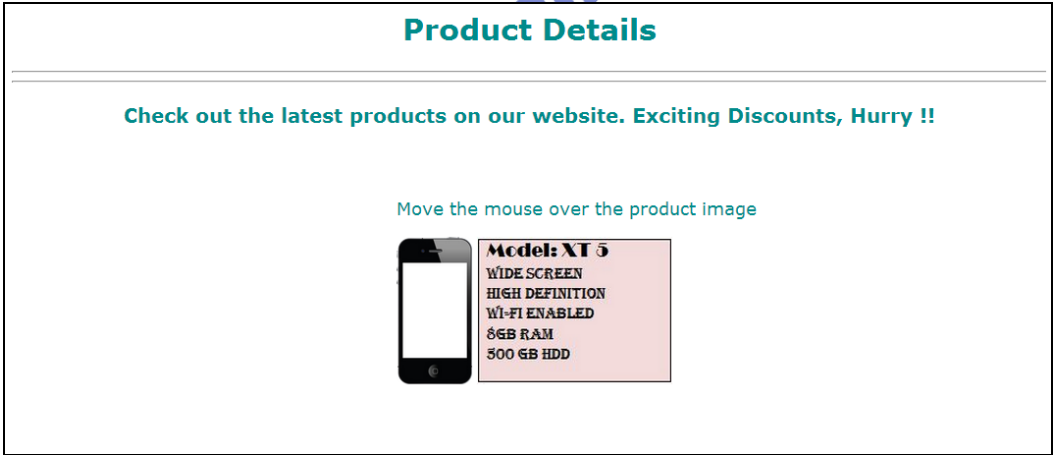 Product Details
Check out the latest products on our website. Exciting Discounts, Hurry !!
Move the mouse over the product image
Model: XT 5
WIDE SCREEN
HIGH DEFINITION
WI-FI ENABLED
8GB RAM
500 GB HDD